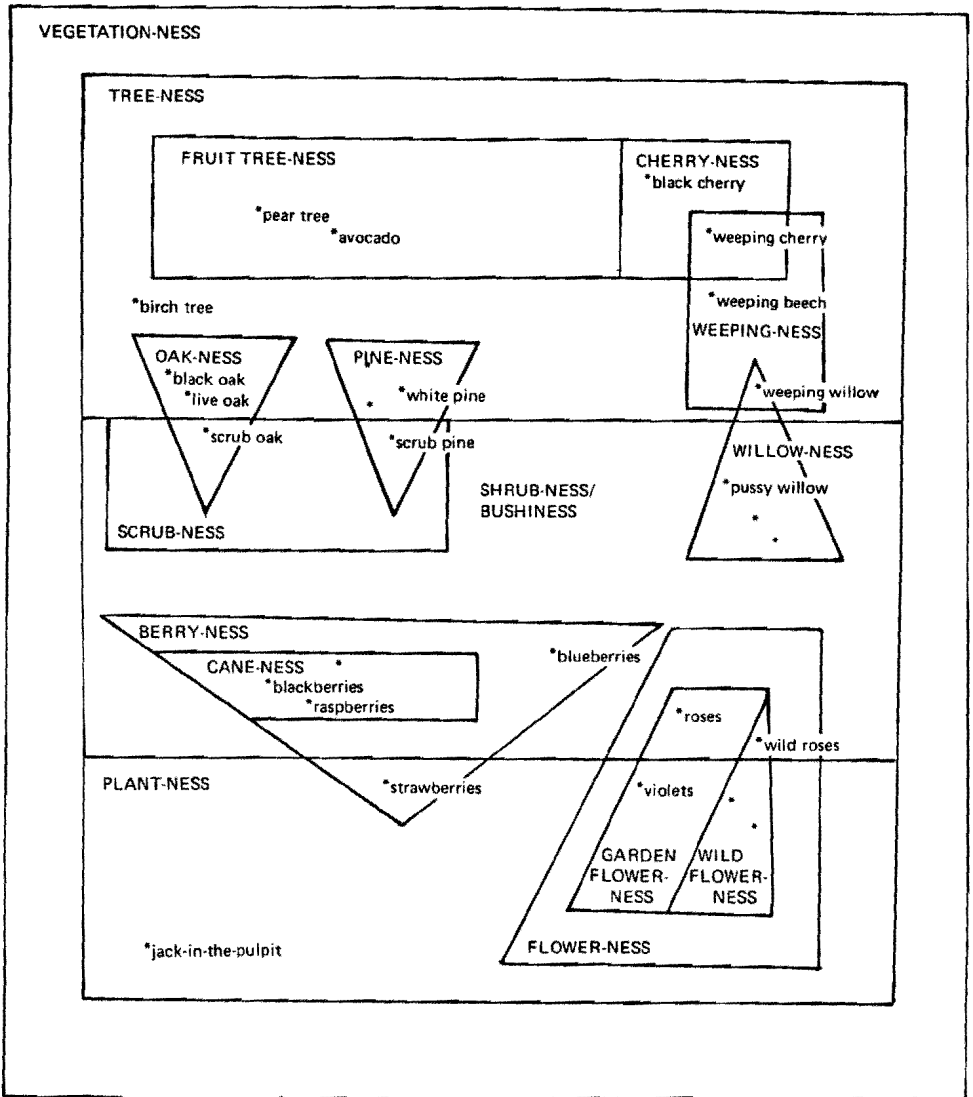 VEGETATION-NESS
TREE-NESS
FRUIT TREE-NESS
CHERRY-NESS
*black cherry
*pear tree
*avocado
*weeping cherry
*birch tree
*weeping beech
WEEPING-NESS
OAK-NESS
*black oak
*live oak
PINE-NESS
*white pine
*weeping willow
*scrub oak
*scrub pine
WILLOW-NESS
*pussy willow
SHRUB-NESS/
BUSHINESS
SCRUB-NESS
BERRY-NESS
CANE-NESS
*blackberries
*raspberries
*blueberries
*roses
*wild roses
PLANT-NESS
*strawberries
*violets
GARDEN
FLOWER-
NESS
WILD
FLOWER-
NESS
*jack-in-the-pulpit
FLOWER-NESS